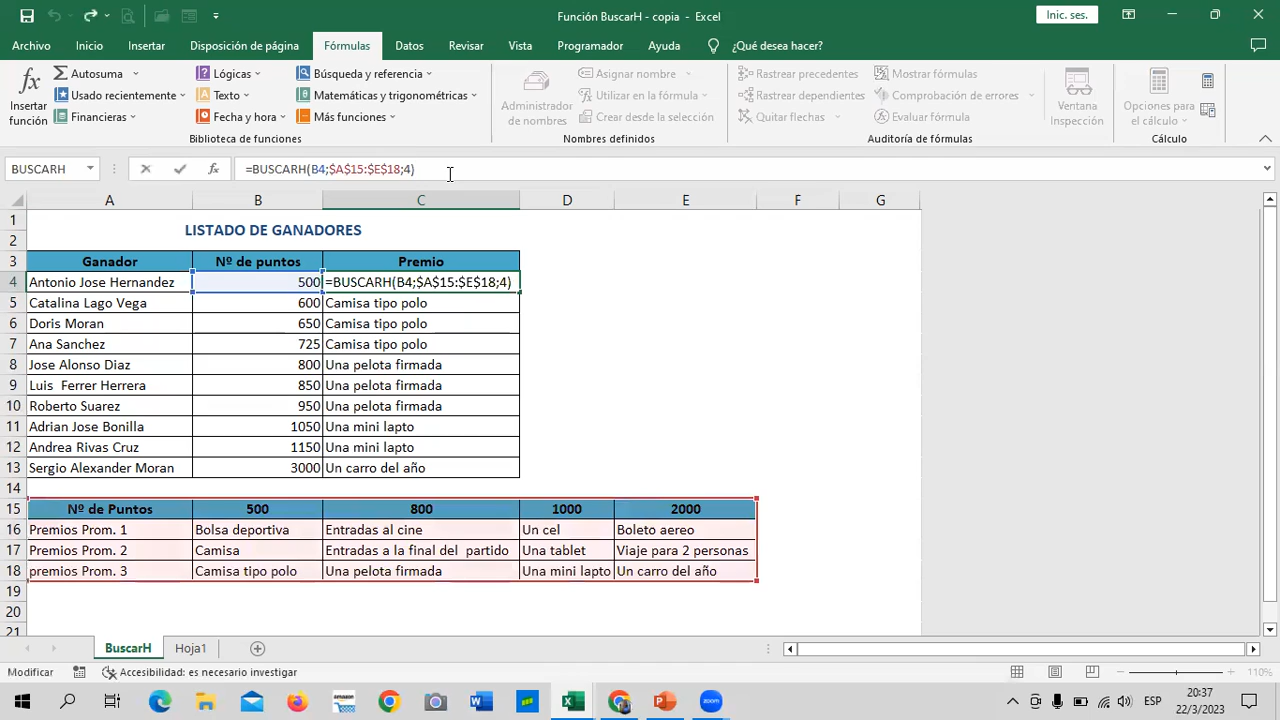 Función BuscarH - copia - Excel
Inic. ses.
Archivo Inicio Insertar Disposición de página Fórmulas Datos Revisar Vista Programador Ayuda ¿Qué desea hacer?
Insertar función
Autosuma
Usado recientemente
Financieras
Lógicas
Texto
Fecha y hora
Búsqueda y referencia
Matemáticas y trigonométricas
Más funciones
Biblioteca de funciones
Administrador de nombres
Asignar nombre
Utilizar en la fórmula
Crear desde la selección
Nombres definidos
Rastrear precedentes
Rastrear dependientes
Quitar flechas
Mostrar fórmulas
Comprobación de errores
Evaluar fórmula
Auditoría de fórmulas
Ventana Inspección
Opciones para el cálculo
Cálculo
BUSCARH fx =BUSCARH(B4;$A$15:$E$18;4)
A B C D E F G
1 LISTADO DE GANADORES
2
3 Ganador Nº de puntos Premio
4 Antonio Jose Hernandez 500 =BUSCARH(B4;$A$15:$E$18;4)
5 Catalina Lago Vega 600 Camisa tipo polo
6 Doris Moran 650 Camisa tipo polo
7 Ana Sanchez 725 Camisa tipo polo
8 Jose Alonso Diaz 800 Una pelota firmada
9 Luis  Ferrer Herrera 850 Una pelota firmada
10 Roberto Suarez 950 Una pelota firmada
11 Adrian Jose Bonilla 1050 Una mini lapto
12 Andrea Rivas Cruz 1150 Una mini lapto
13 Sergio Alexander Moran 3000 Un carro del año
14
15 Nº de Puntos 500 800 1000 2000
16 Premios Prom. 1 Bolsa deportiva Entradas al cine Un cel Boleto aereo
17 Premios Prom. 2 Camisa Entradas a la final del  partido Una tablet Viaje para 2 personas
18 premios Prom. 3 Camisa tipo polo Una pelota firmada Una mini lapto Un carro del año
19
20
21
BuscarH Hoja1
Modificar Accesibilidad: es necesario investigar 110%
ESP 20:37
22/3/2023